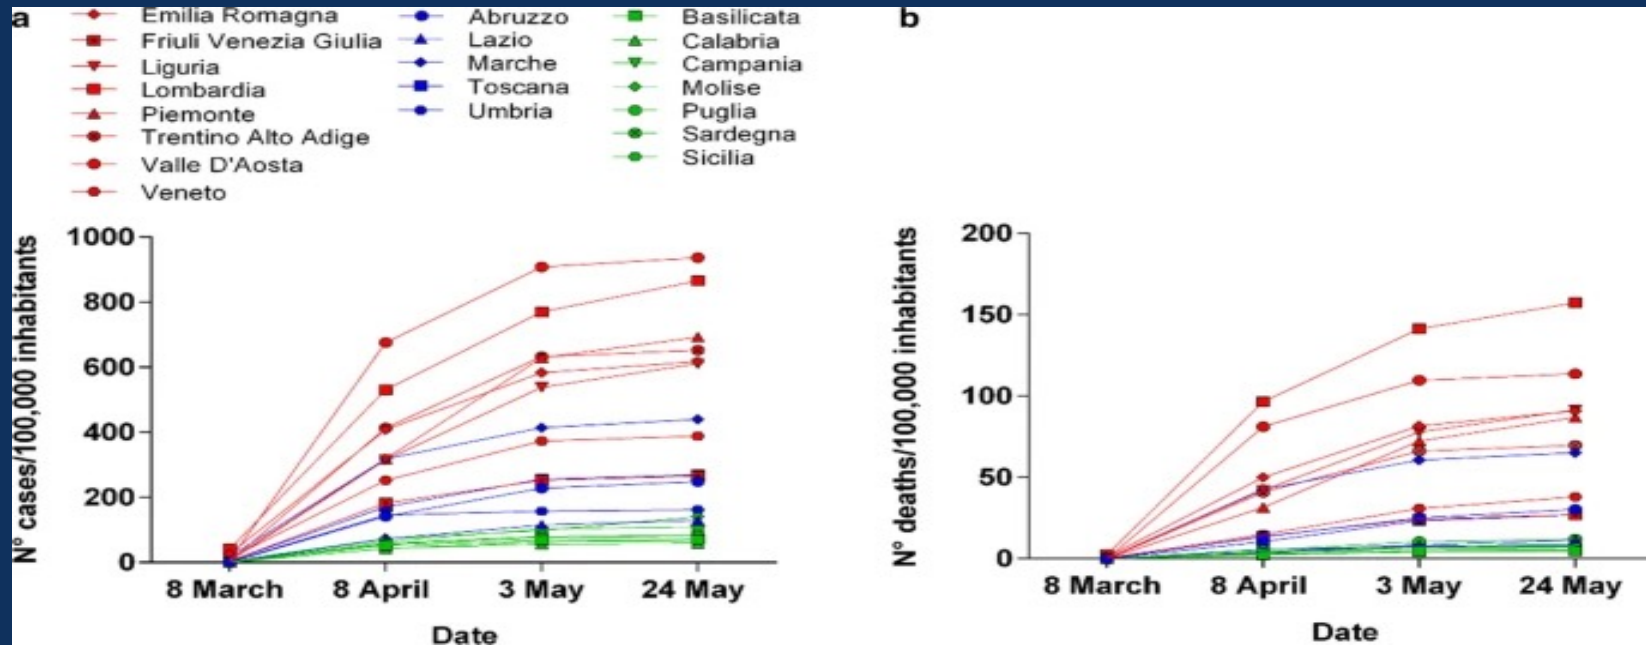 a
Emilia Romagna
Friuli Venezia Giulia
Liguria
Lombardia
Piemonte
Trentino Alto Adige
Valle D'Aosta
Veneto
Abruzzo
Lazio
Marche
Toscana
Umbria
Basilicata
Calabria
Campania
Molise
Puglia
Sardegna
Sicilia
N° cases/100,000 inhabitants
1000
800
600
400
200
0
8 March 8 April 3 May 24 May
Date
b
N° deaths/100,000 inhabitants
200
150
100
50
0
8 March 8 April 3 May 24 May
Date